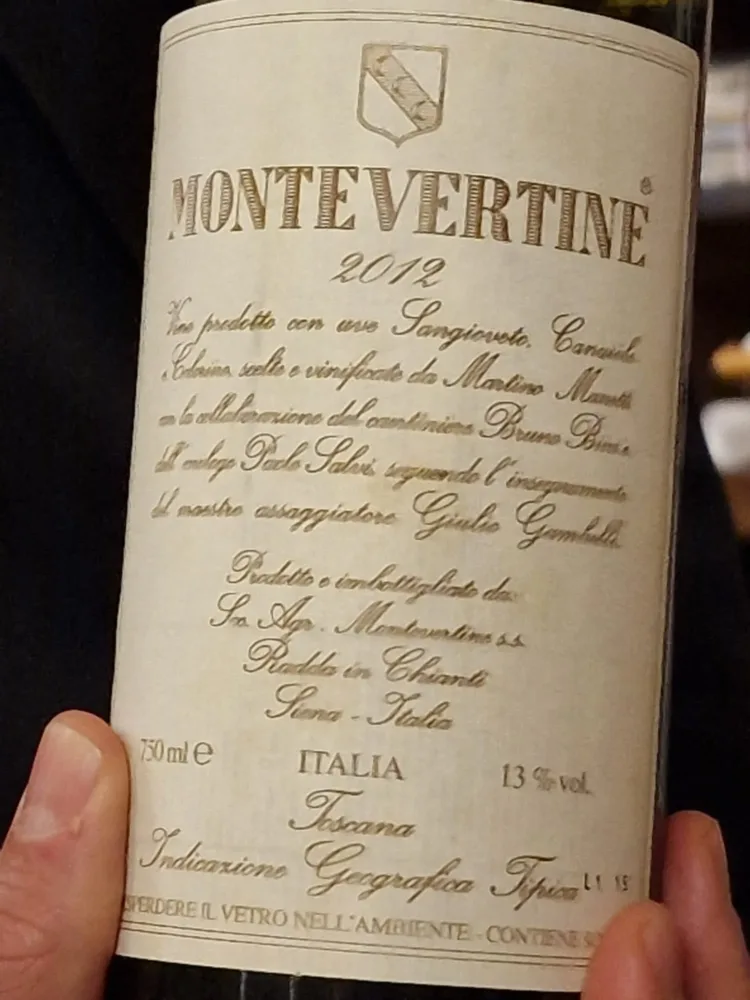 MONTEVERTINE®
2012
Vino prodotto con uve Sangioveto, Canaiolo
e Colorino, scelte e vinificate da Martino Manetti
con la collaborazione del cantiniere Bruno Bini e
dell'enologo Paolo Salvi, seguendo l'insegnamento
del maestro assaggiatore Giulio Gambelli.
Prodotto e imbottigliato da:
Soc. Agr. Montevertine s.s.
Radda in Chianti
Siena - Italia
750 ml e ITALIA 13 % vol.
Toscana
Indicazione Geografica Tipica L1 15
SPERDERE IL VETRO NELL'AMBIENTE - CONTIENE